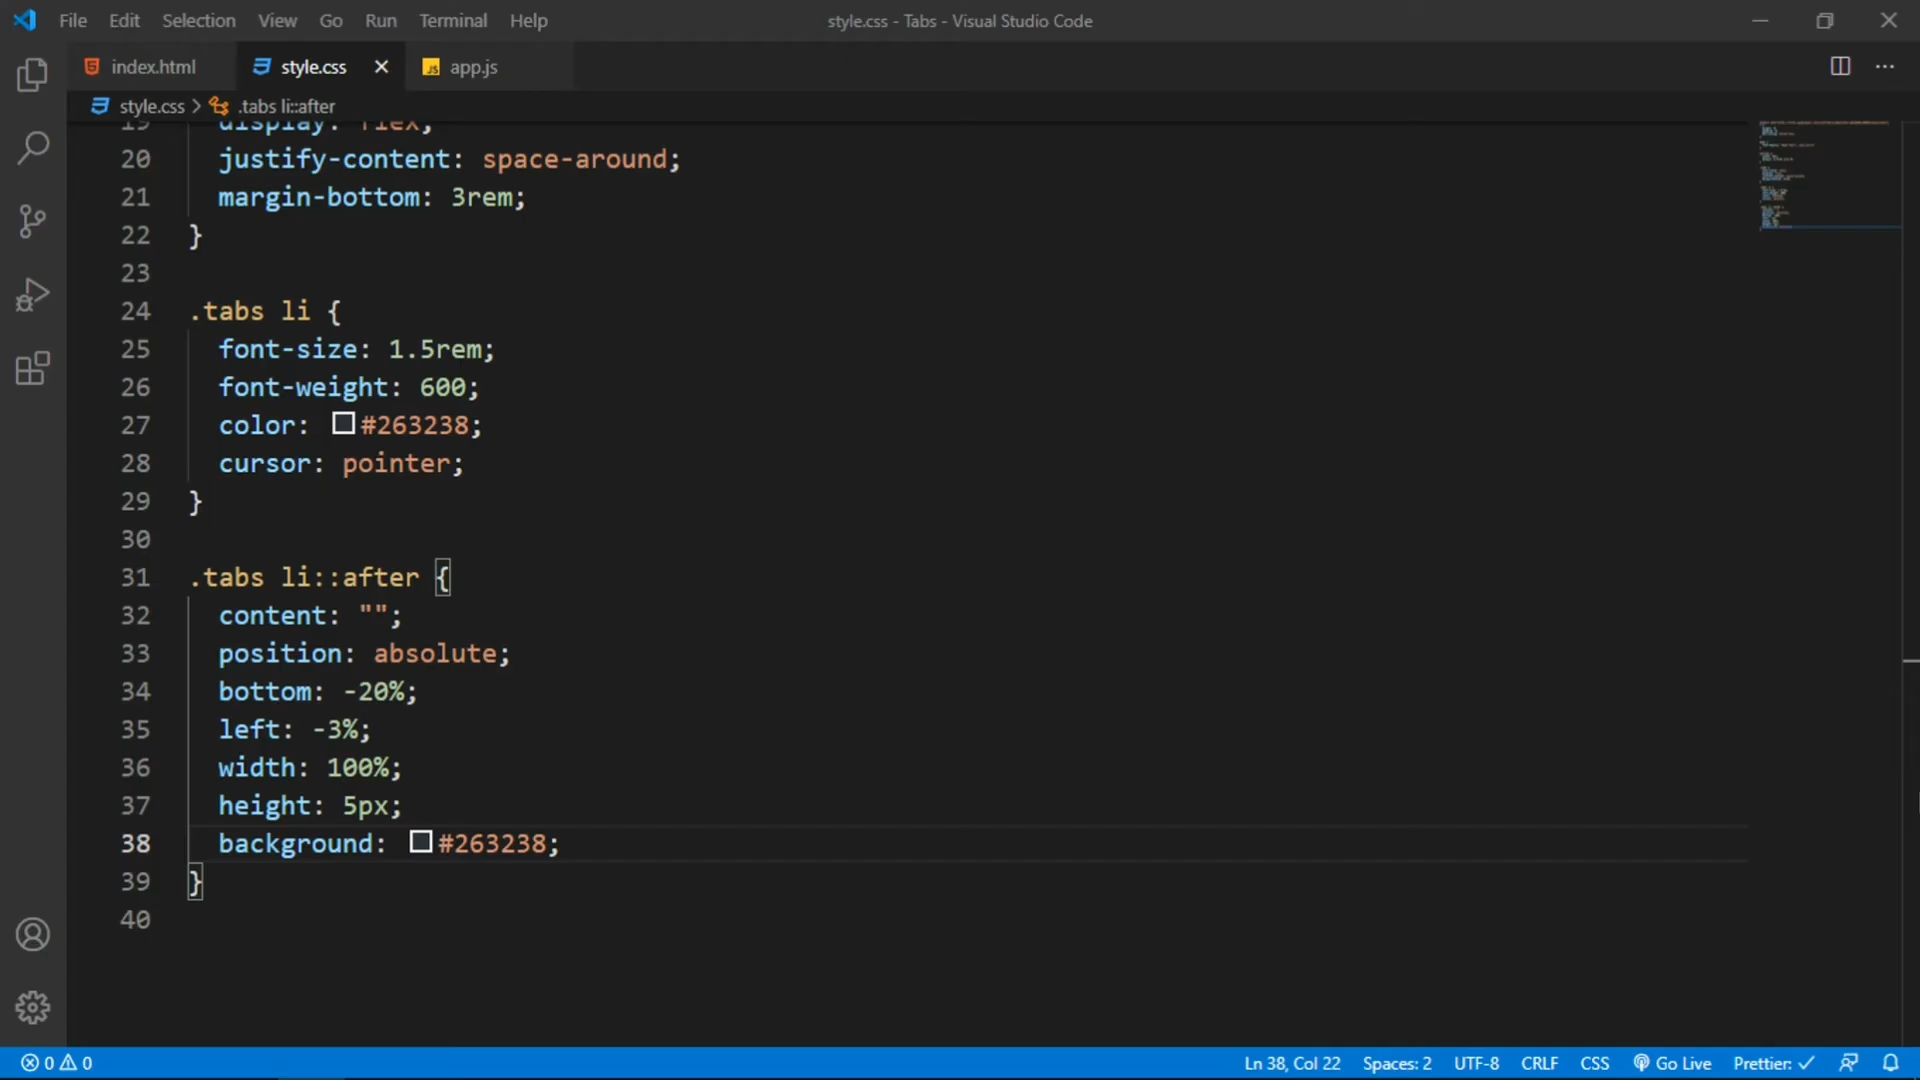 File Edit Selection View Go Run Terminal Help style.css - Tabs - Visual Studio Code
index.html style.css app.js
style.css > .tabs li::after
19 display: flex;
20 justify-content: space-around;
21 margin-bottom: 3rem;
22 }
23
24 .tabs li {
25 font-size: 1.5rem;
26 font-weight: 600;
27 color: #263238;
28 cursor: pointer;
29 }
30
31 .tabs li::after {
32 content: "";
33 position: absolute;
34 bottom: -20%;
35 left: -3%;
36 width: 100%;
37 height: 5px;
38 background: #263238;
39 }
40
0 0 Ln 38, Col 22 Spaces: 2 UTF-8 CRLF CSS Go Live Prettier: ✓